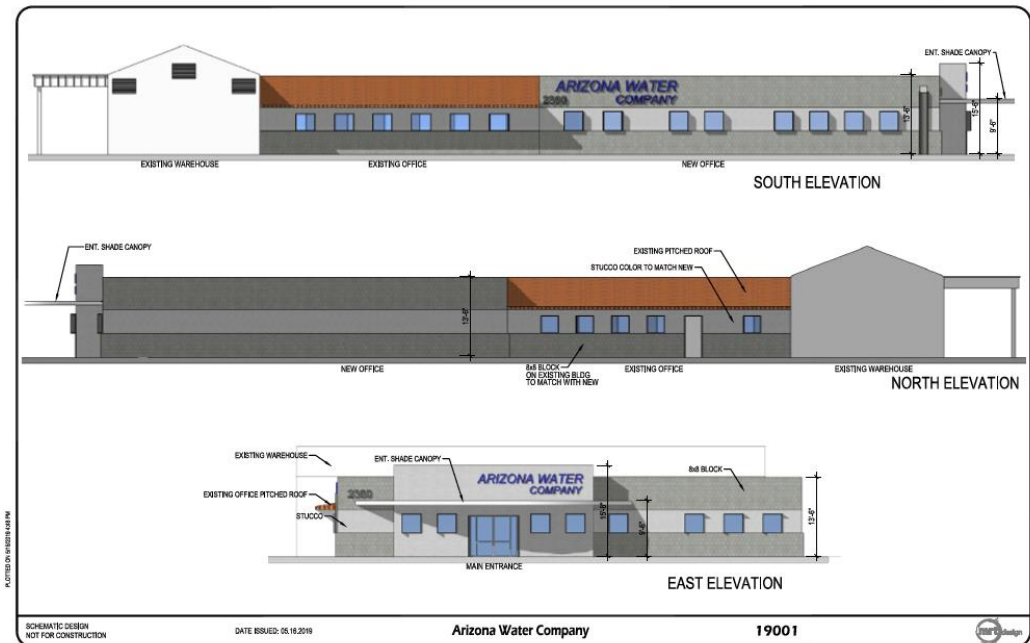 ENT. SHADE CANOPY
ARIZONA WATER
COMPANY
2380
13'-6"
15'-6"
9'-6"
EXISTING WAREHOUSE
EXISTING OFFICE
NEW OFFICE
SOUTH ELEVATION
ENT. SHADE CANOPY
EXISTING PITCHED ROOF
STUCCO COLOR TO MATCH NEW
13'-6"
NEW OFFICE
8x8 BLOCK
ON EXISTING BLDG
TO MATCH WITH NEW
EXISTING OFFICE
EXISTING WAREHOUSE
NORTH ELEVATION
EXISTING WAREHOUSE
ENT. SHADE CANOPY
8x8 BLOCK
ARIZONA WATER
COMPANY
EXISTING OFFICE PITCHED ROOF
2380
STUCCO
15'-6"
9'-6"
13'-6"
MAIN ENTRANCE
EAST ELEVATION
SCHEMATIC DESIGN
NOT FOR CONSTRUCTION
DATE ISSUED: 05.16.2019
Arizona Water Company
19001
design